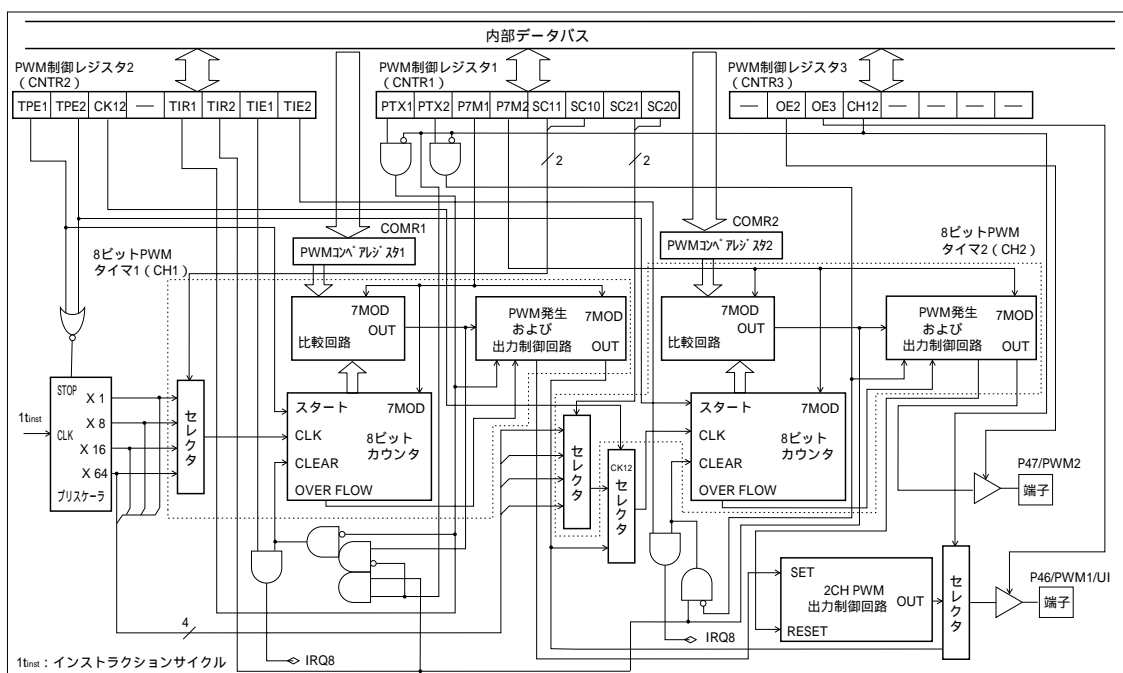 内部データバス
PWM制御レジスタ2
(CNTR2)
TPE1 TPE2 CK12 — TIR1 TIR2 TIE1 TIE2
PWM制御レジスタ1
(CNTR1)
PTX1 PTX2 P7M1 P7M2 SC11 SC10 SC21 SC20
PWM制御レジスタ3
(CNTR3)
— OE2 OE3 CH12 — — — —
2
2
COMR1
PWMコンペアレジスタ1
8ビットPWM
タイマ1(CH1)
COMR2
PWMコンペアレジスタ2
8ビットPWM
タイマ2(CH2)
7MOD
OUT
比較回路
PWM発生
および
出力制御回路
7MOD
OUT
7MOD
OUT
比較回路
PWM発生
および
出力制御回路
7MOD
OUT
1tinst
STOP
CLK
X 1
X 8
X 16
X 64
プリスケーラ
セレクタ
スタート
7MOD
CLK
8ビット
カウンタ
CLEAR
OVER FLOW
セレクタ
CK12
セレクタ
スタート
7MOD
CLK
8ビット
カウンタ
CLEAR
OVER FLOW
P47/PWM2
端子
SET
2CH PWM
出力制御回路
OUT
RESET
セレクタ
P46/PWM1/UI
端子
4
IRQ8
IRQ8
1tinst:インストラクションサイクル